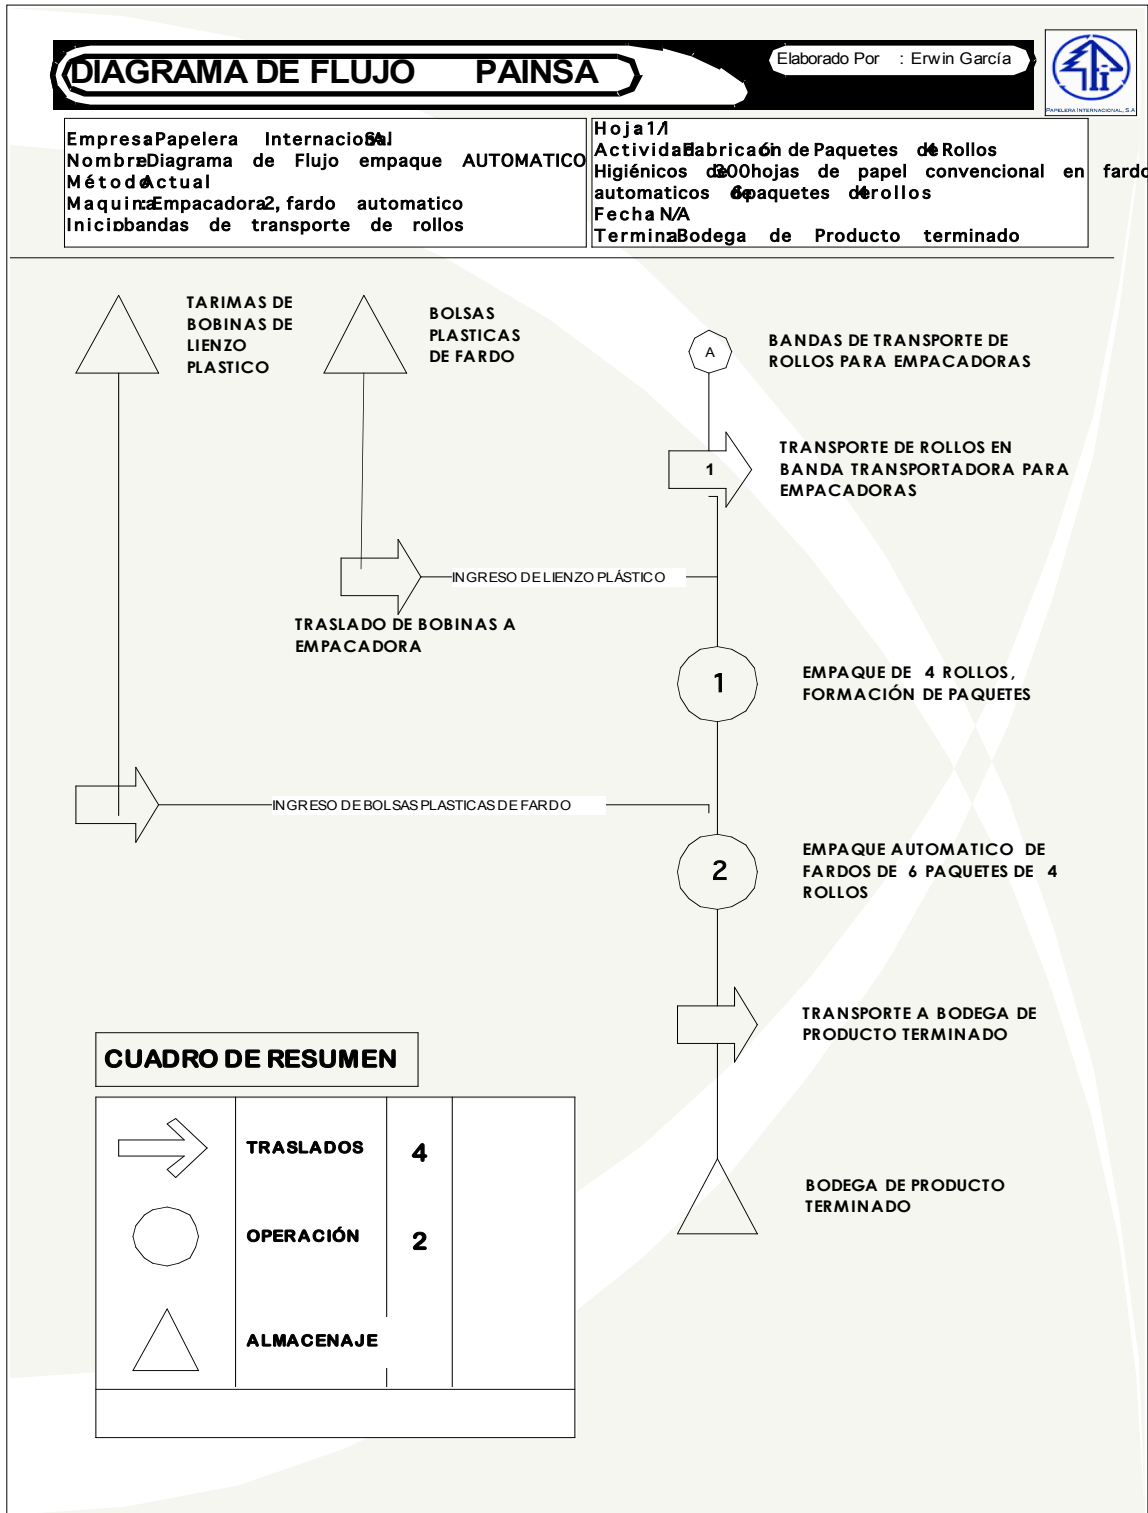 DIAGRAMA DE FLUJO PAINSA
Elaborado Por : Erwin García
PAPELERA INTERNACIONAL, S.A
Empresa: Papelera Internacional SA.
Nombre: Diagrama de Flujo empaque AUTOMATICO
Método: Actual
Maquina: Empacadora 2, fardo automatico
Inicio: bandas de transporte de rollos
Hoja 1/1
Actividad: Fabricación de Paquetes de 4 Rollos
Higiénicos de 300 hojas de papel convencional en fardo
automaticos de 6 paquetes de 4 rollos
Fecha N/A
Termina: Bodega de Producto terminado
TARIMAS DE
BOBINAS DE
LIENZO
PLASTICO
BOLSAS
PLASTICAS
DE FARDO
A
BANDAS DE TRANSPORTE DE
ROLLOS PARA EMPACADORAS
1
TRANSPORTE DE ROLLOS EN
BANDA TRANSPORTADORA PARA
EMPACADORAS
INGRESO DE LIENZO PLÁSTICO
TRASLADO DE BOBINAS A
EMPACADORA
1
EMPAQUE DE 4 ROLLOS,
FORMACIÓN DE PAQUETES
INGRESO DE BOLSAS PLASTICAS DE FARDO
2
EMPAQUE AUTOMATICO DE
FARDOS DE 6 PAQUETES DE 4
ROLLOS
TRANSPORTE A BODEGA DE
PRODUCTO TERMINADO
BODEGA DE PRODUCTO
TERMINADO
CUADRO DE RESUMEN
TRASLADOS 4
OPERACIÓN 2
ALMACENAJE